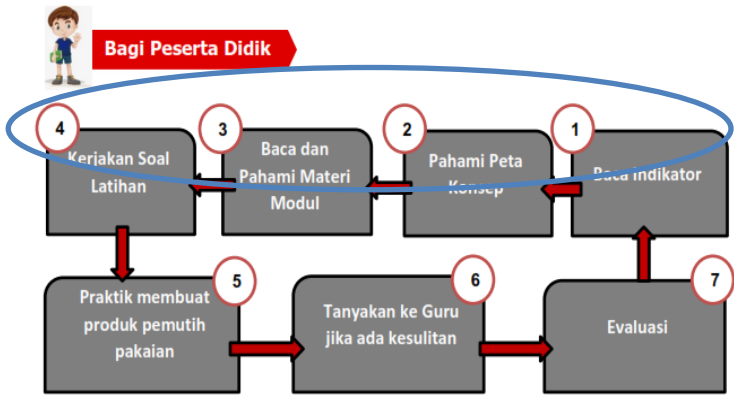 Bagi Peserta Didik
4
Kerjakan Soal
Latihan
3
Baca dan
Pahami Materi
Modul
2
Pahami Peta
Konsep
1
Baca Indikator
5
Praktik membuat
produk pemutih
pakaian
6
Tanyakan ke Guru
jika ada kesulitan
7
Evaluasi